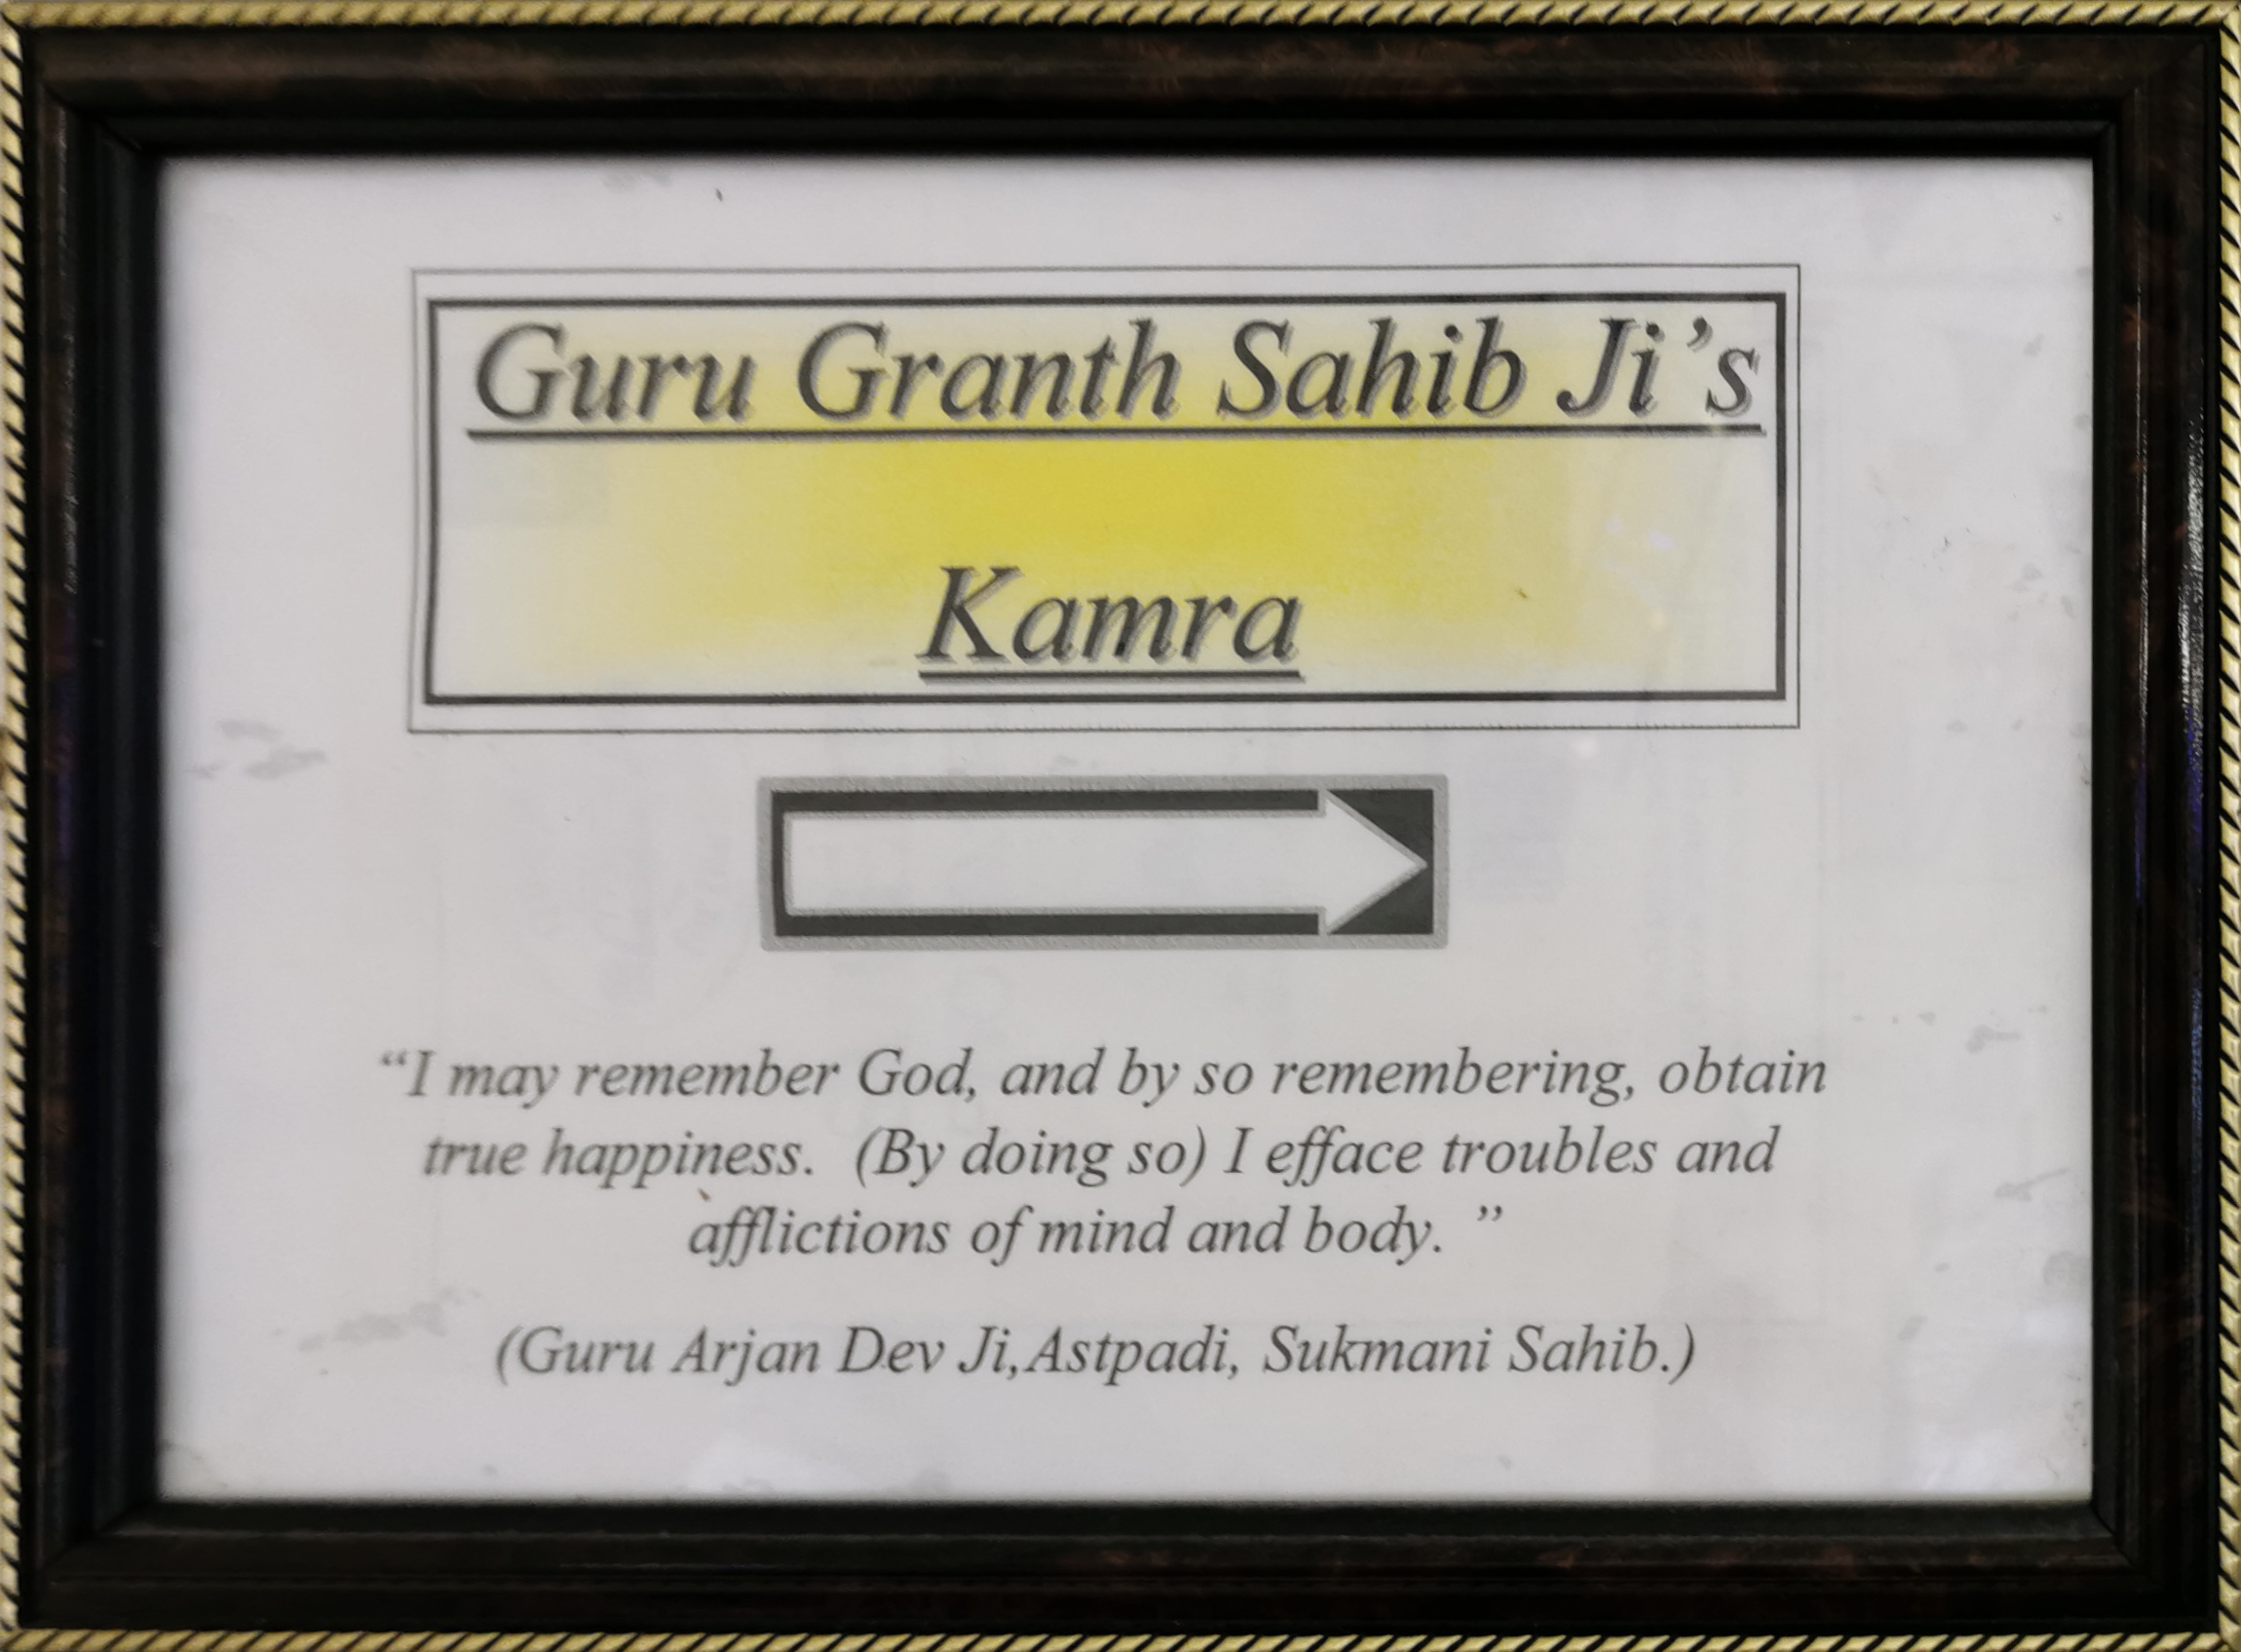 Guru Granth Sahib Ji’s
Kamra
“I may remember God, and by so remembering, obtain
true happiness.  (By doing so) I efface troubles and
afflictions of mind and body. ”
(Guru Arjan Dev Ji,Astpadi, Sukmani Sahib.)